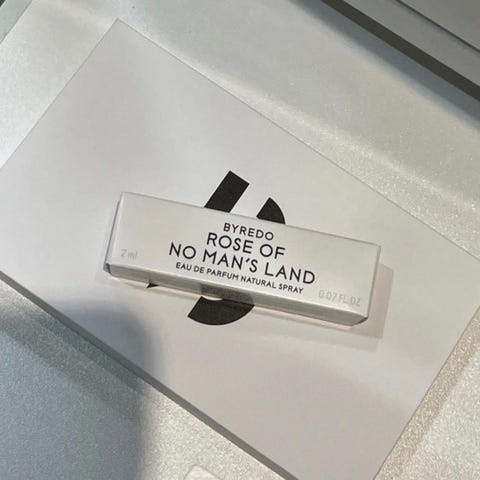 BYREDO
ROSE OF
NO MAN'S LAND
EAU DE PARFUM NATURAL SPRAY
2 ml
0.07 FL.OZ